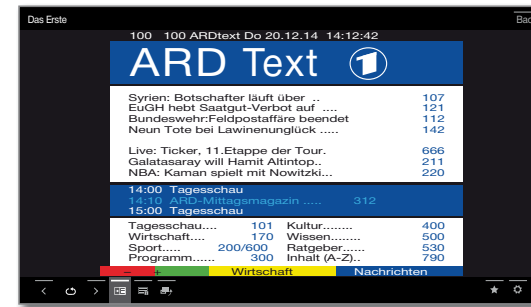 Das Erste
100 100 ARDtext Do 20.12.14 14:12:42
ARD Text 1
Syrien: Botschafter läuft über .. 107
EuGH hebt Saatgut-Verbot auf .... 121
Bundeswehr:Feldpostaffäre beendet 112
Neun Tote bei Lawinenunglück ..... 142
Live: Ticker, 11.Etappe der Tour. 666
Galatasaray will Hamit Altintop.. 211
NBA: Kaman spielt mit Nowitzki... 220
14:00 Tagesschau
14:10 ARD-Mittagsmagazin ..... 312
15:00 Tagesschau
Tagesschau.... 101 Kultur........ 400
Wirtschaft.... 170 Wissen........ 500
Sport..... 200/600 Ratgeber...... 530
Programm...... 300 Inhalt (A-Z).. 790
- + Wirtschaft Nachrichten